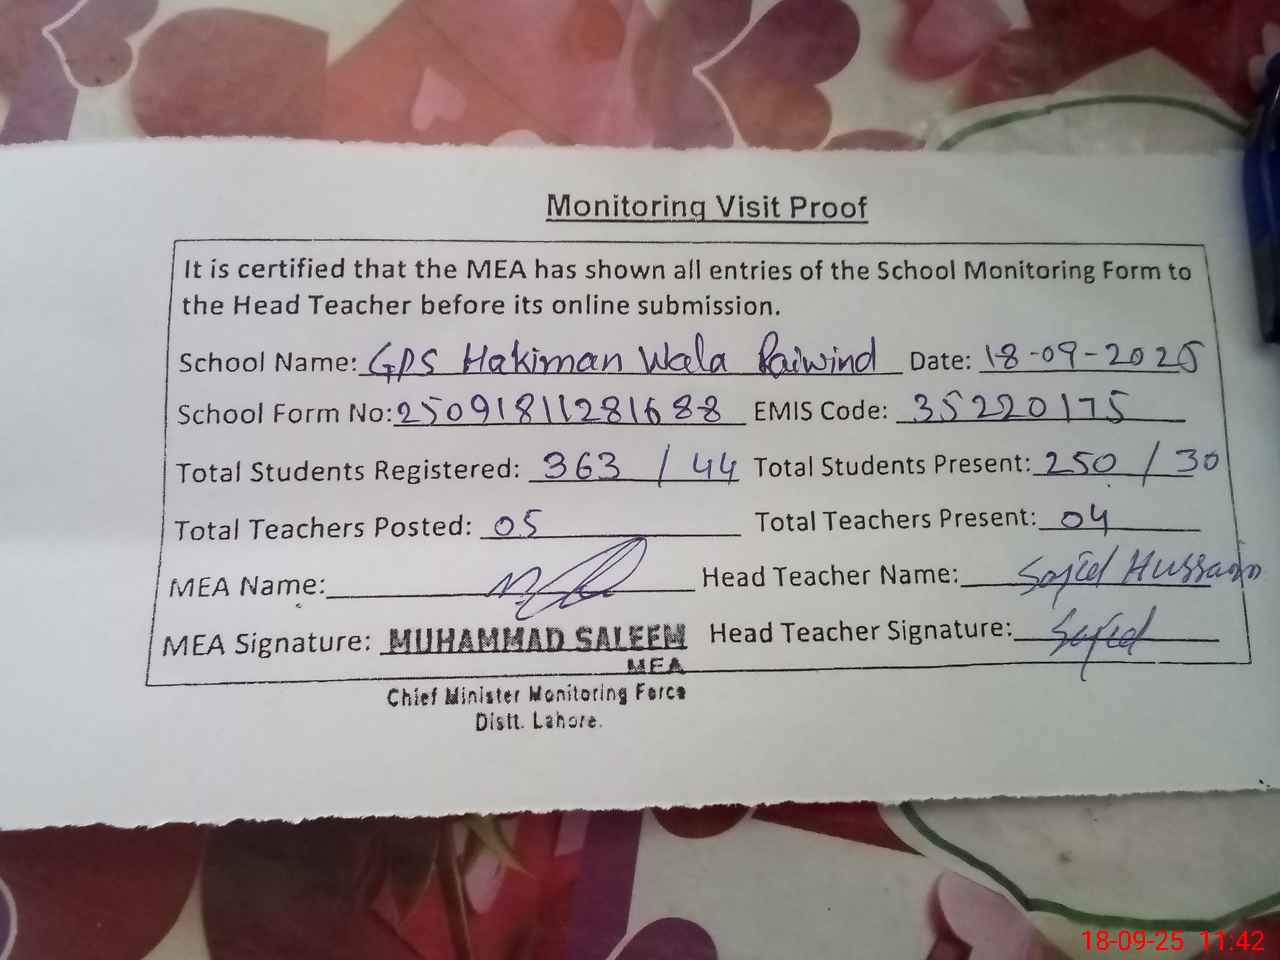 Monitoring Visit Proof
It is certified that the MEA has shown all entries of the School Monitoring Form to
the Head Teacher before its online submission.
School Name: GPS Hakiman Wala Raiwind Date: 18-09-2025
School Form No: 25091811281688 EMIS Code: 35220175
Total Students Registered: 363 / 44 Total Students Present: 250 / 30
Total Teachers Posted: 05 Total Teachers Present: 04
MEA Name: Head Teacher Name: Sajid Hussain
MEA Signature: MUHAMMAD SALEEM Head Teacher Signature: Sajid
MEA
Chief Minister Monitoring Force
Distt. Lahore.
18-09-25 11:42